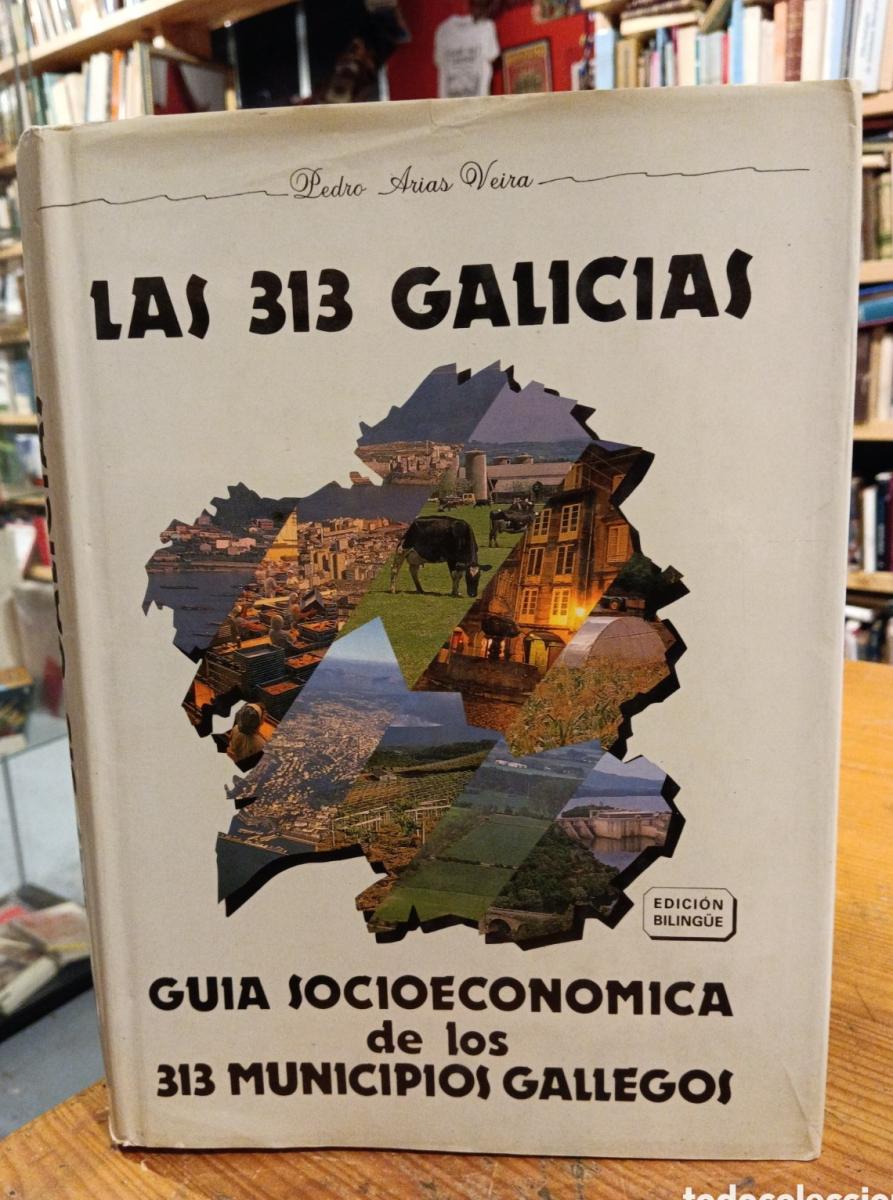 Pedro Arias Veira
LAS 313 GALICIAS
EDICIÓN
BILINGÜE
GUIA SOCIOECONOMICA
de los
313 MUNICIPIOS GALLEGOS